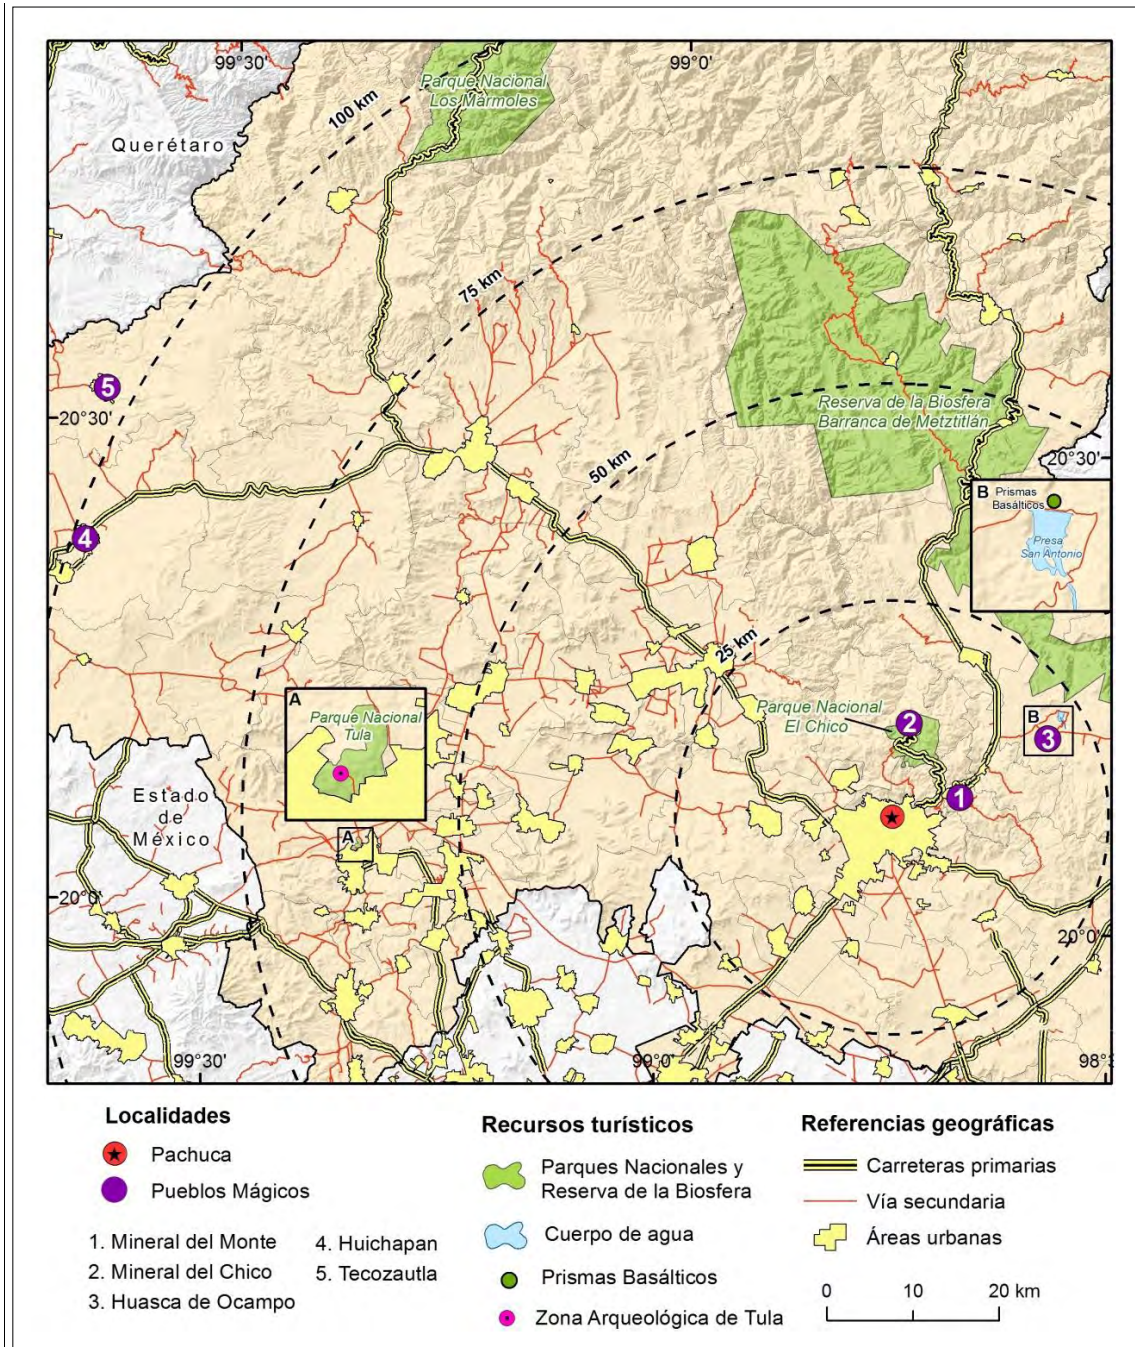 99°30'
99°0'
Parque Nacional
Los Mármoles
100 km
Querétaro
75 km
5
20°30'
Reserva de la Biosfera
Barranca de Metztitlán
50 km
20°30'
B
Prismas
Basálticos
Presa
San Antonio
4
25 km
A
Parque Nacional
Tula
Parque Nacional
El Chico
2
B
3
1
Estado
de
México
A
20°0'
20°0'
99°30'
99°0'
Localidades
Pachuca
Pueblos Mágicos
1. Mineral del Monte
2. Mineral del Chico
3. Huasca de Ocampo
4. Huichapan
5. Tecozautla
Recursos turísticos
Parques Nacionales y
Reserva de la Biosfera
Cuerpo de agua
Prismas Basálticos
Zona Arqueológica de Tula
Referencias geográficas
Carreteras primarias
Vía secundaria
Áreas urbanas
0 10 20 km